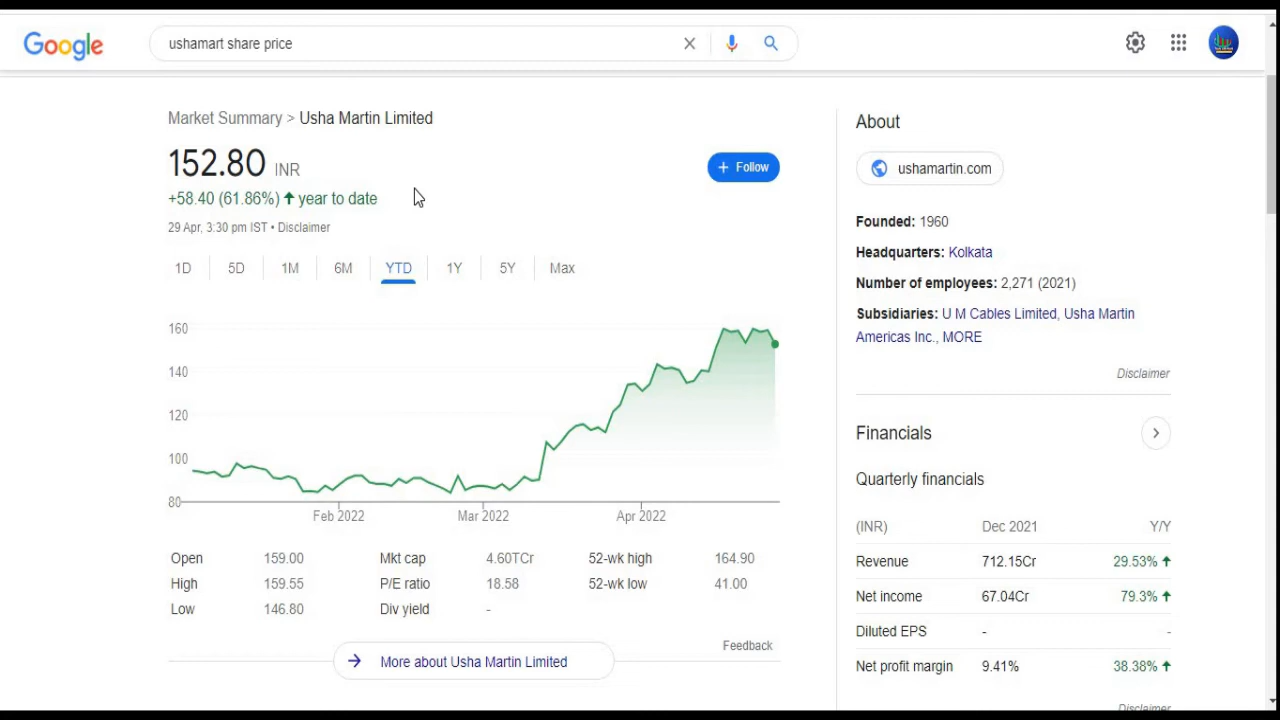 Google
ushamart share price
Market Summary > Usha Martin Limited
152.80 INR
+ Follow
+58.40 (61.86%) ↑ year to date
29 Apr, 3:30 pm IST • Disclaimer
1D 5D 1M 6M YTD 1Y 5Y Max
160
140
120
100
80
Feb 2022 Mar 2022 Apr 2022
Open 159.00 Mkt cap 4.60TCr 52-wk high 164.90
High 159.55 P/E ratio 18.58 52-wk low 41.00
Low 146.80 Div yield -
Feedback
More about Usha Martin Limited
About
ushamartin.com
Founded: 1960
Headquarters: Kolkata
Number of employees: 2,271 (2021)
Subsidiaries: U M Cables Limited, Usha Martin
Americas Inc., MORE
Disclaimer
Financials
Quarterly financials
(INR) Dec 2021 Y/Y
Revenue 712.15Cr 29.53% ↑
Net income 67.04Cr 79.3% ↑
Diluted EPS - -
Net profit margin 9.41% 38.38% ↑
Disclaimer